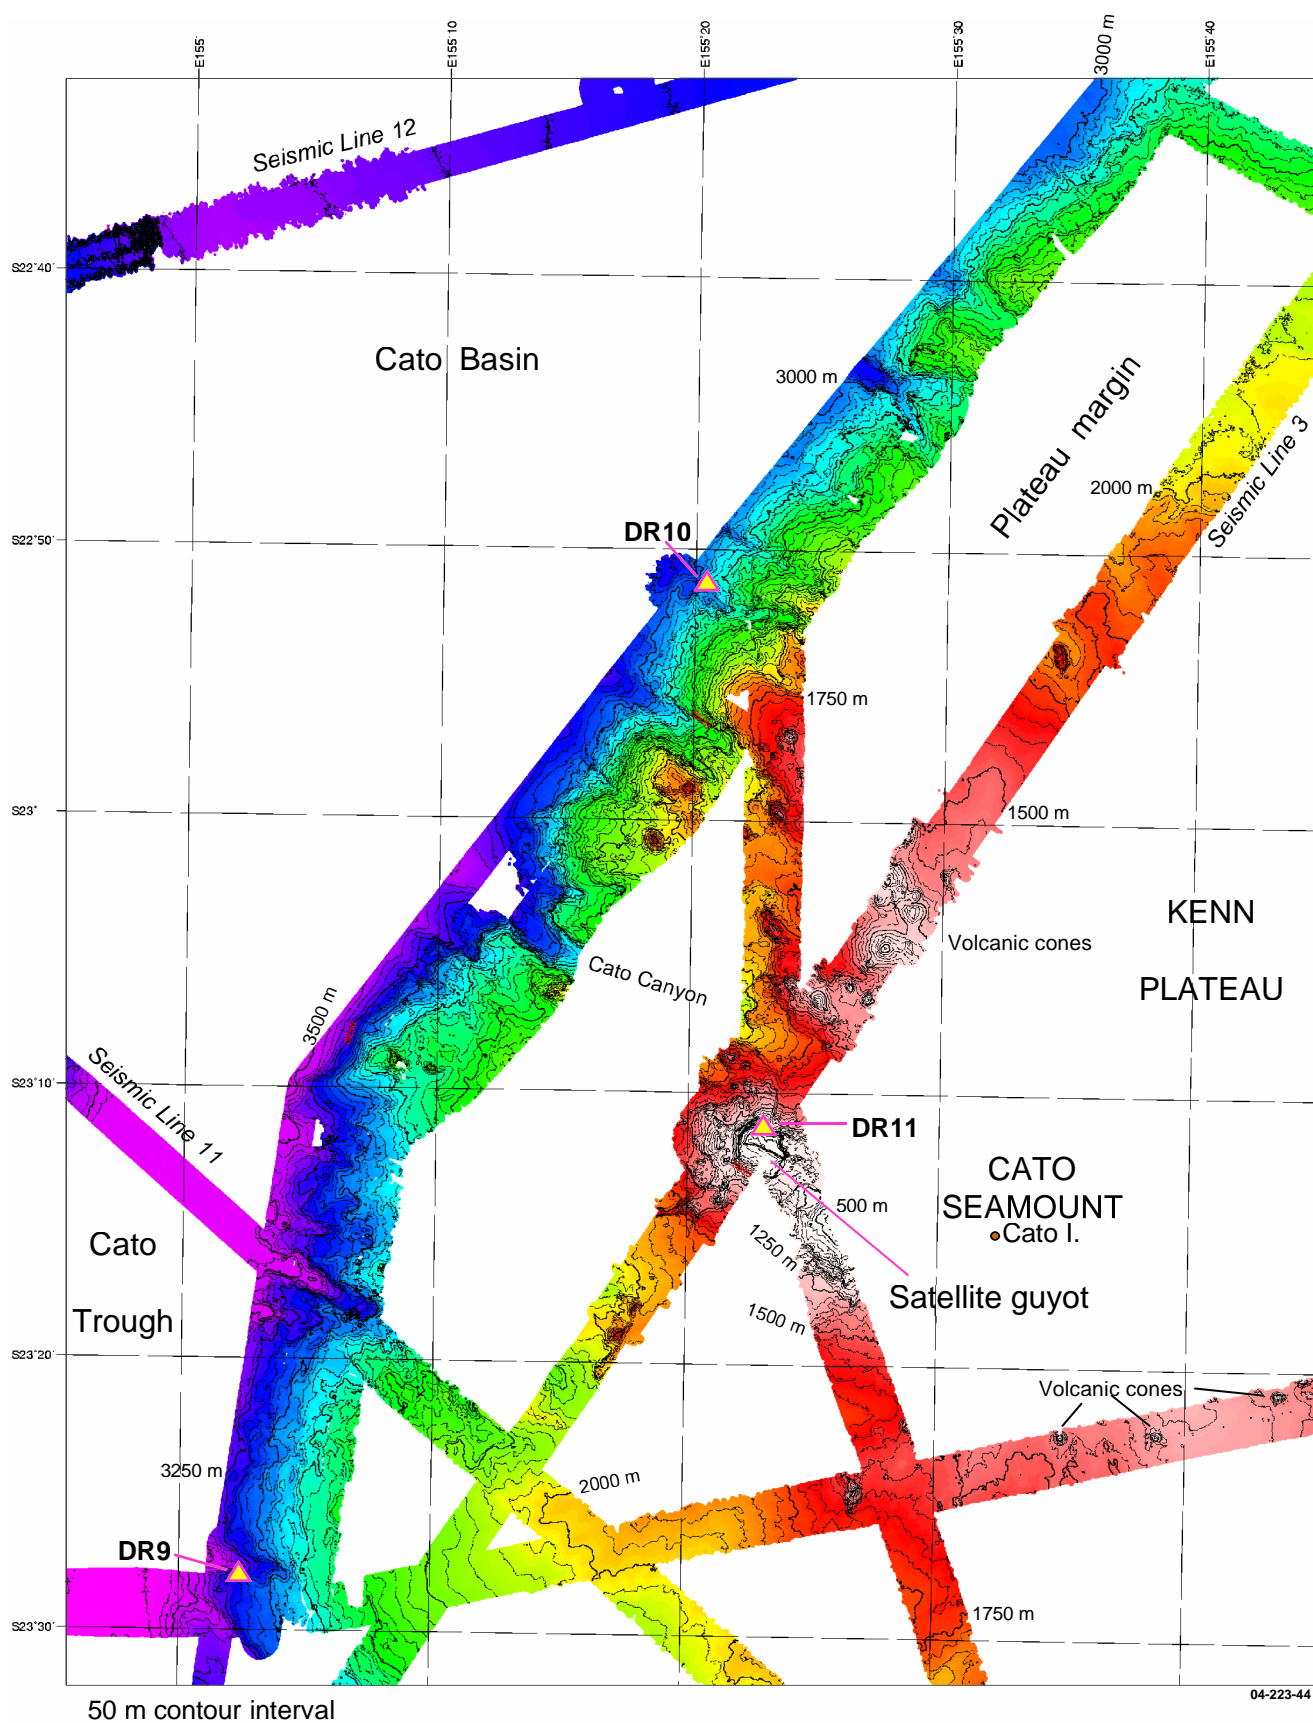 E155°
E155°10'
E155°20'
E155°30'
3000 m
E155°40'
Seismic Line 12
S22°40'
Cato Basin
3000 m
Plateau margin
2000 m
Seismic Line 3
DR10
S22°50'
1750 m
S23°
1500 m
KENN
PLATEAU
Volcanic cones
Cato Canyon
3500 m
Seismic Line 11
S23°10'
DR11
CATO
SEAMOUNT
Cato I.
500 m
1250 m
Cato
Trough
Satellite guyot
1500 m
S23°20'
Volcanic cones
3250 m
2000 m
DR9
1750 m
S23°30'
04-223-44
50 m contour interval